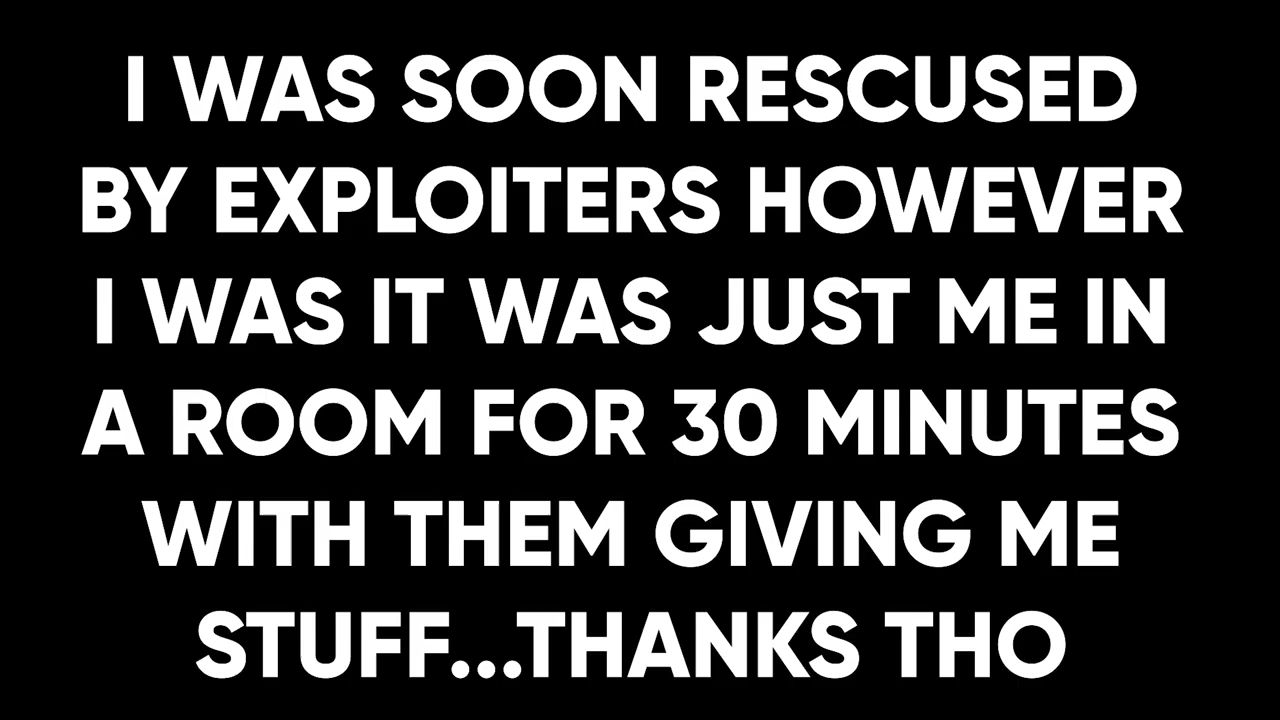 I WAS SOON RESCUSED
BY EXPLOITERS HOWEVER
I WAS IT WAS JUST ME IN
A ROOM FOR 30 MINUTES
WITH THEM GIVING ME
STUFF...THANKS THO